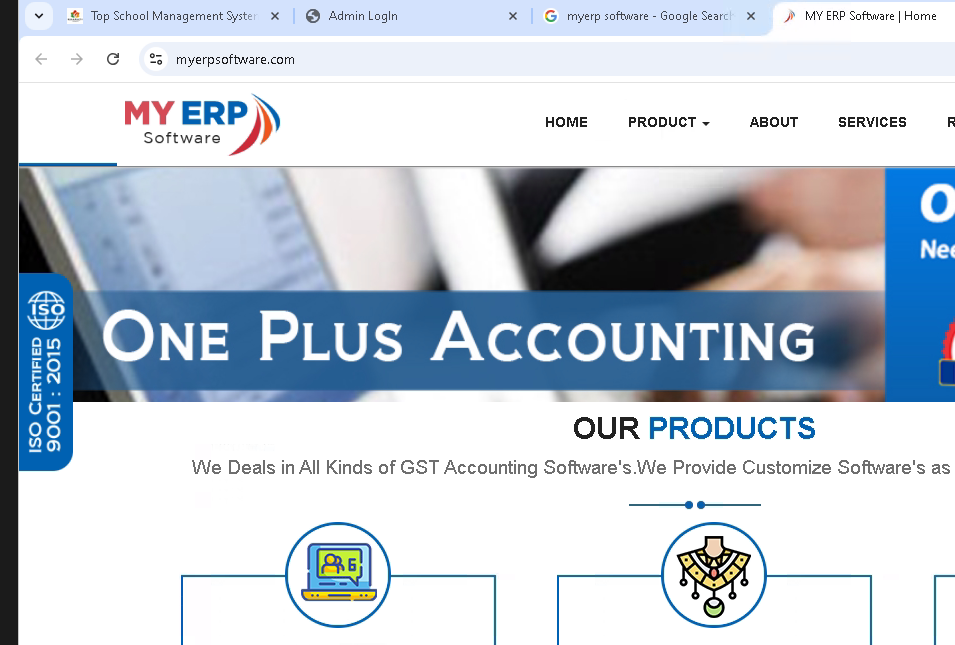 Top School Management System
Admin LogIn
myerp software - Google Search
MY ERP Software | Home
myerpsoftware.com
MY ERP
Software
HOME
PRODUCT
ABOUT
SERVICES
ONE PLUS ACCOUNTING
ISO
ISO CERTIFIED
9001 : 2015
OUR PRODUCTS
We Deals in All Kinds of GST Accounting Software's.We Provide Customize Software's as